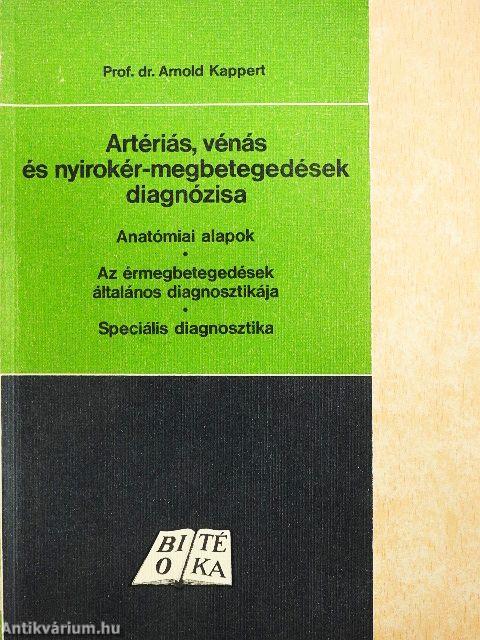 Prof. dr. Arnold Kappert
Artériás, vénás
és nyirokér-megbetegedések
diagnózisa
Anatómiai alapok
•
Az érmegbetegedések
általános diagnosztikája
•
Speciális diagnosztika
BI TÉ
O KA
Antikvárium.hu